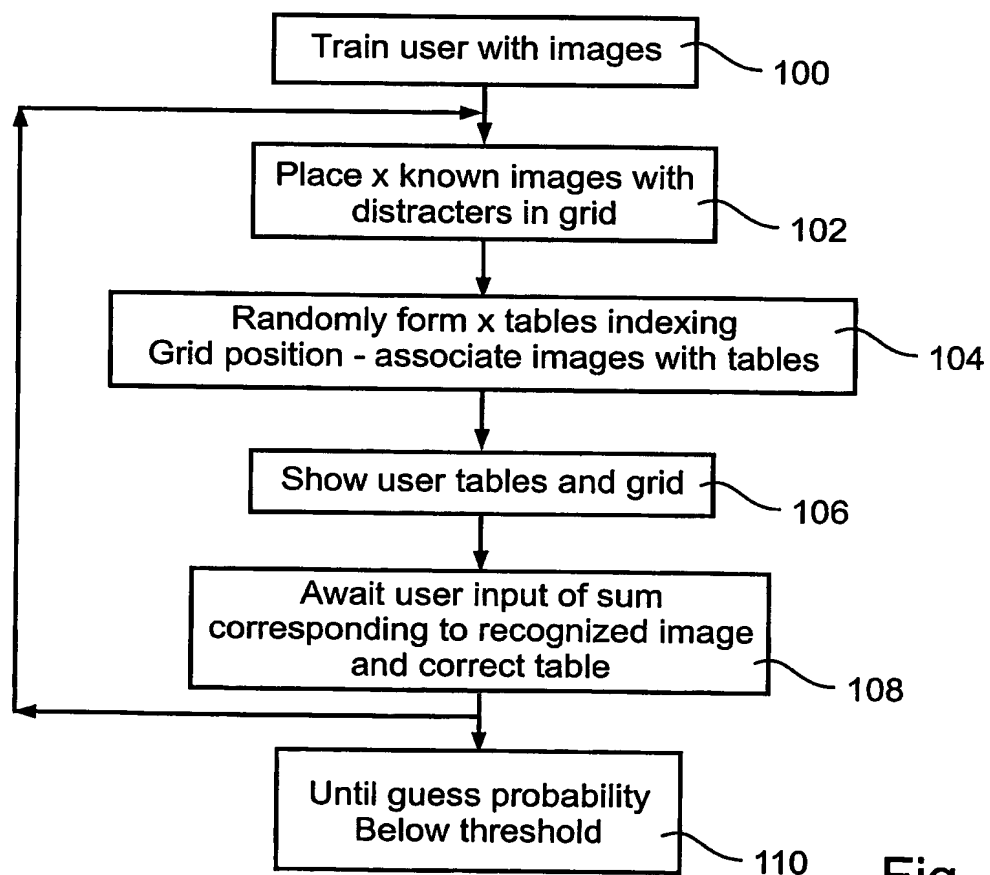 Train user with images
100
Place x known images with
distracters in grid
102
Randomly form x tables indexing
Grid position - associate images with tables
104
Show user tables and grid
106
Await user input of sum
corresponding to recognized image
and correct table
108
Until guess probability
Below threshold
110
Fig